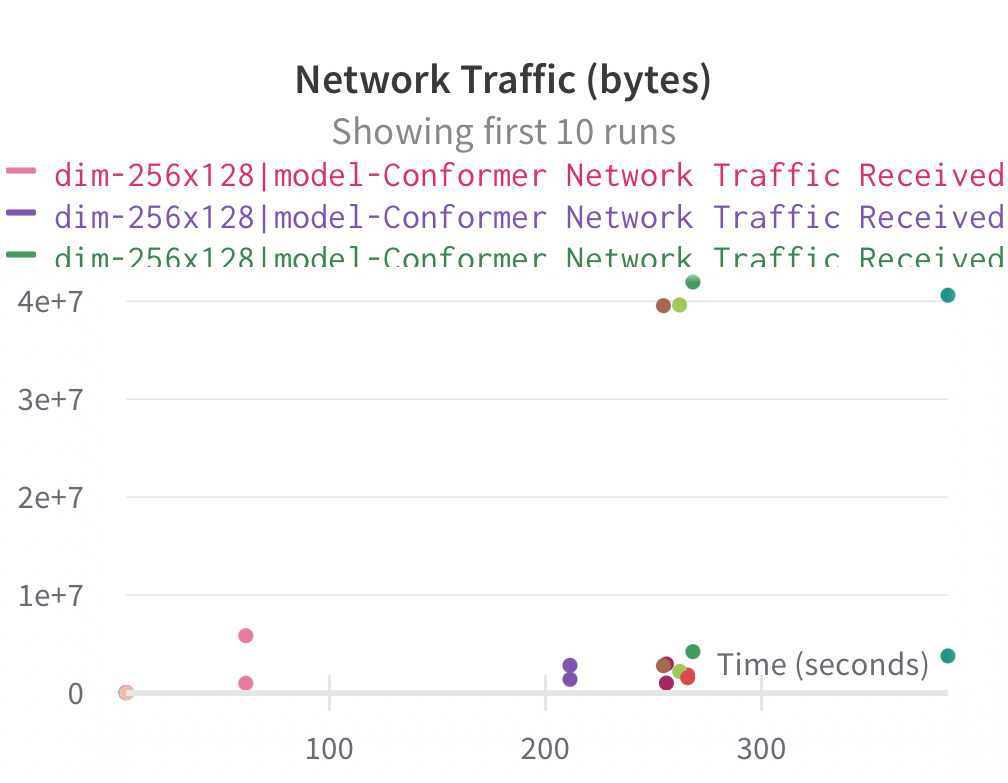 Network Traffic (bytes)
Showing first 10 runs
dim-256x128|model-Conformer Network Traffic Received
dim-256x128|model-Conformer Network Traffic Received
dim-256x128|model-Conformer Network Traffic Received
4e+7
3e+7
2e+7
1e+7
Time (seconds)
0
100 200 300